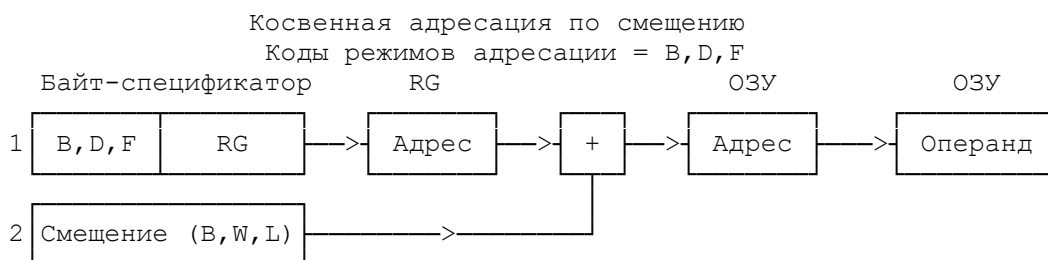 Косвенная адресация по смещению
Коды режимов адресации = B,D,F
Байт-спецификатор RG ОЗУ ОЗУ
1 B,D,F RG Адрес + Адрес Операнд
2 Смещение (B,W,L)